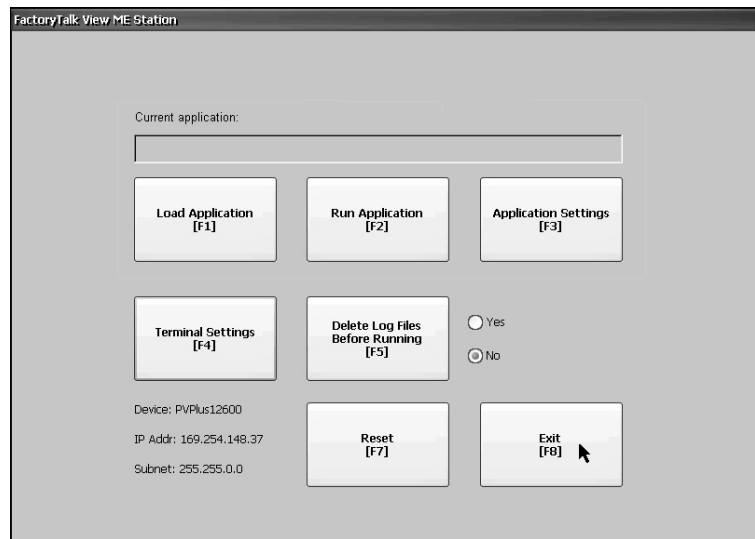 FactoryTalk View ME Station
Current application:
Load Application
[F1]
Run Application
[F2]
Application Settings
[F3]
Terminal Settings
[F4]
Delete Log Files
Before Running
[F5]
Yes
No
Device: PVPlus12600
IP Addr: 169.254.148.37
Subnet: 255.255.0.0
Reset
[F7]
Exit
[F8]